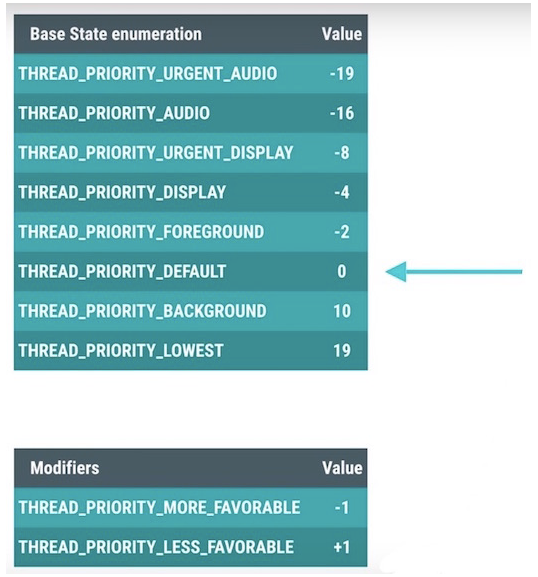 Base State enumeration Value
THREAD_PRIORITY_URGENT_AUDIO -19
THREAD_PRIORITY_AUDIO -16
THREAD_PRIORITY_URGENT_DISPLAY -8
THREAD_PRIORITY_DISPLAY -4
THREAD_PRIORITY_FOREGROUND -2
THREAD_PRIORITY_DEFAULT 0
THREAD_PRIORITY_BACKGROUND 10
THREAD_PRIORITY_LOWEST 19
Modifiers Value
THREAD_PRIORITY_MORE_FAVORABLE -1
THREAD_PRIORITY_LESS_FAVORABLE +1